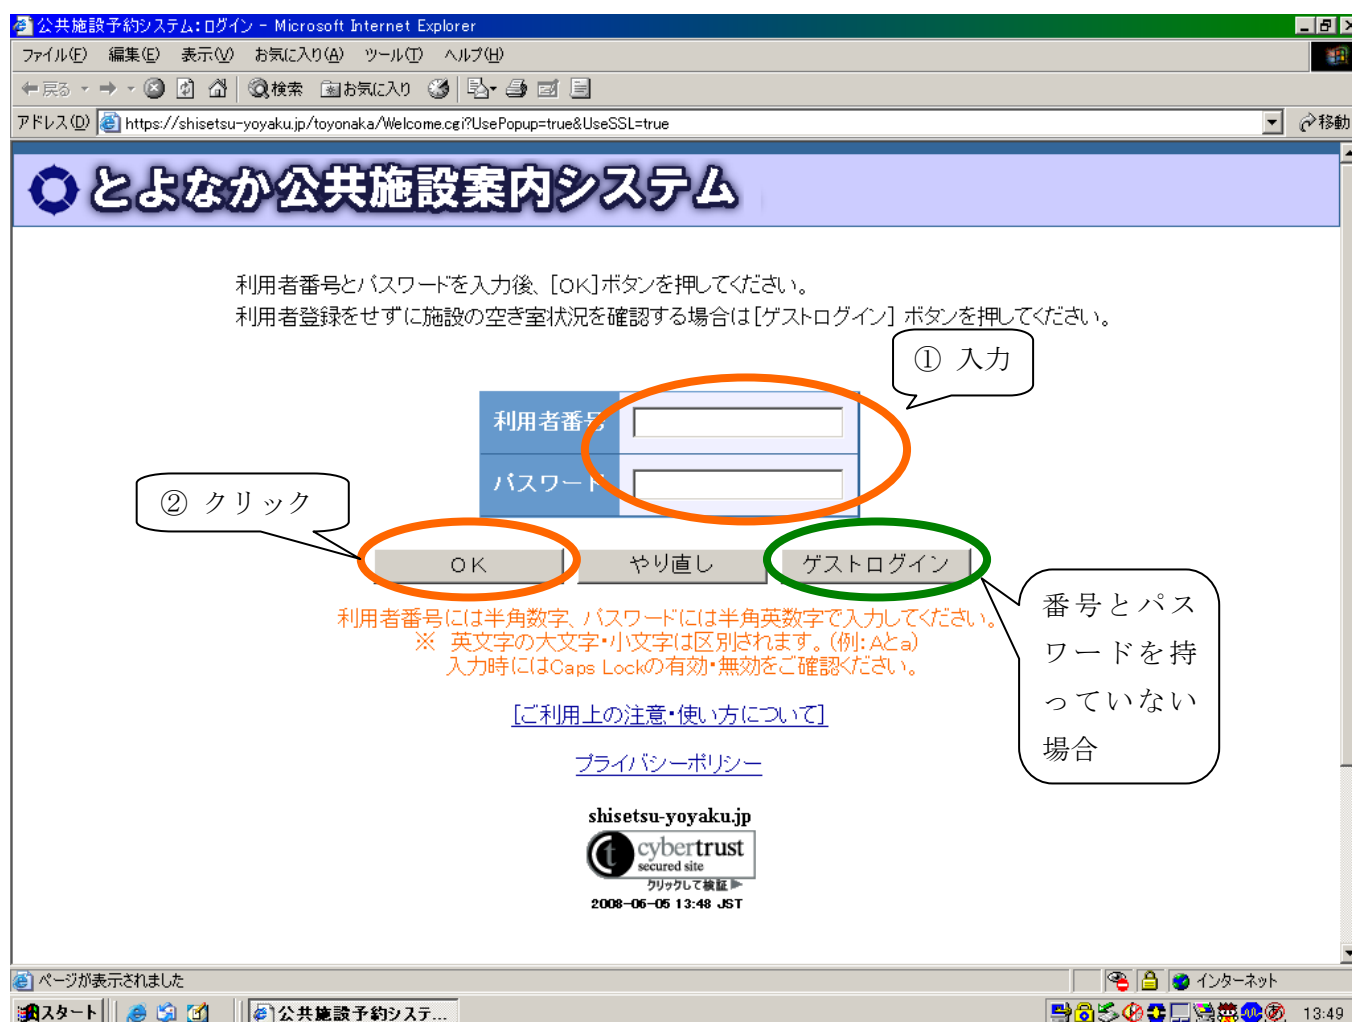 公共施設予約システム：ログイン - Microsoft Internet Explorer
ファイル(F) 編集(E) 表示(V) お気に入り(A) ツール(T) ヘルプ(H)
戻る 検索 お気に入り
アドレス(D) https://shisetsu-yoyaku.jp/toyonaka/Welcome.cgi?UsePopup=true&UseSSL=true 移動
とよなか公共施設案内システム
利用者番号とパスワードを入力後、[OK]ボタンを押してください。
利用者登録をせずに施設の空き室状況を確認する場合は[ゲストログイン] ボタンを押してください。
① 入力
利用者番号
パスワード
② クリック
OK やり直し ゲストログイン
番号とパス
ワードを持
っていない
場合
利用者番号には半角数字、パスワードには半角英数字で入力してください。
※ 英文字の大文字・小文字は区別されます。(例：Aとa)
入力時にはCaps Lockの有効・無効をご確認ください。
[ご利用上の注意・使い方について]
プライバシーポリシー
shisetsu-yoyaku.jp
t cybertrust
secured site
クリックして検証
2008-06-05 13:48 JST
ページが表示されました インターネット
スタート 公共施設予約システ... 13:49